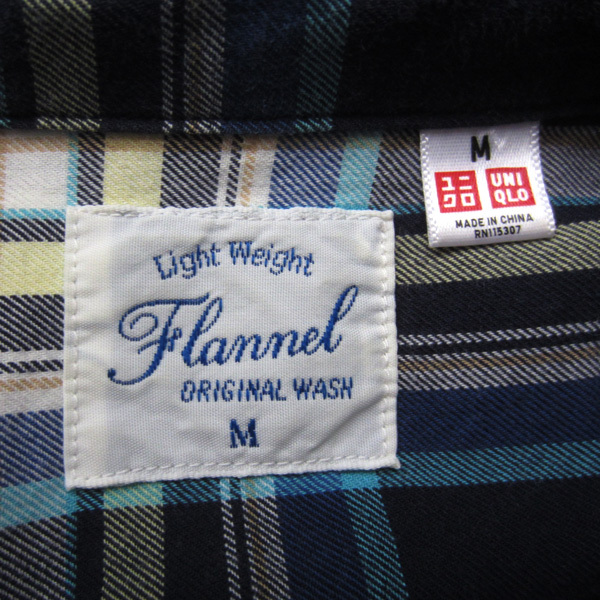 M
ユニ UNI
クロ QLO
MADE IN CHINA
RN115307
Light Weight
Flannel
ORIGINAL WASH
M